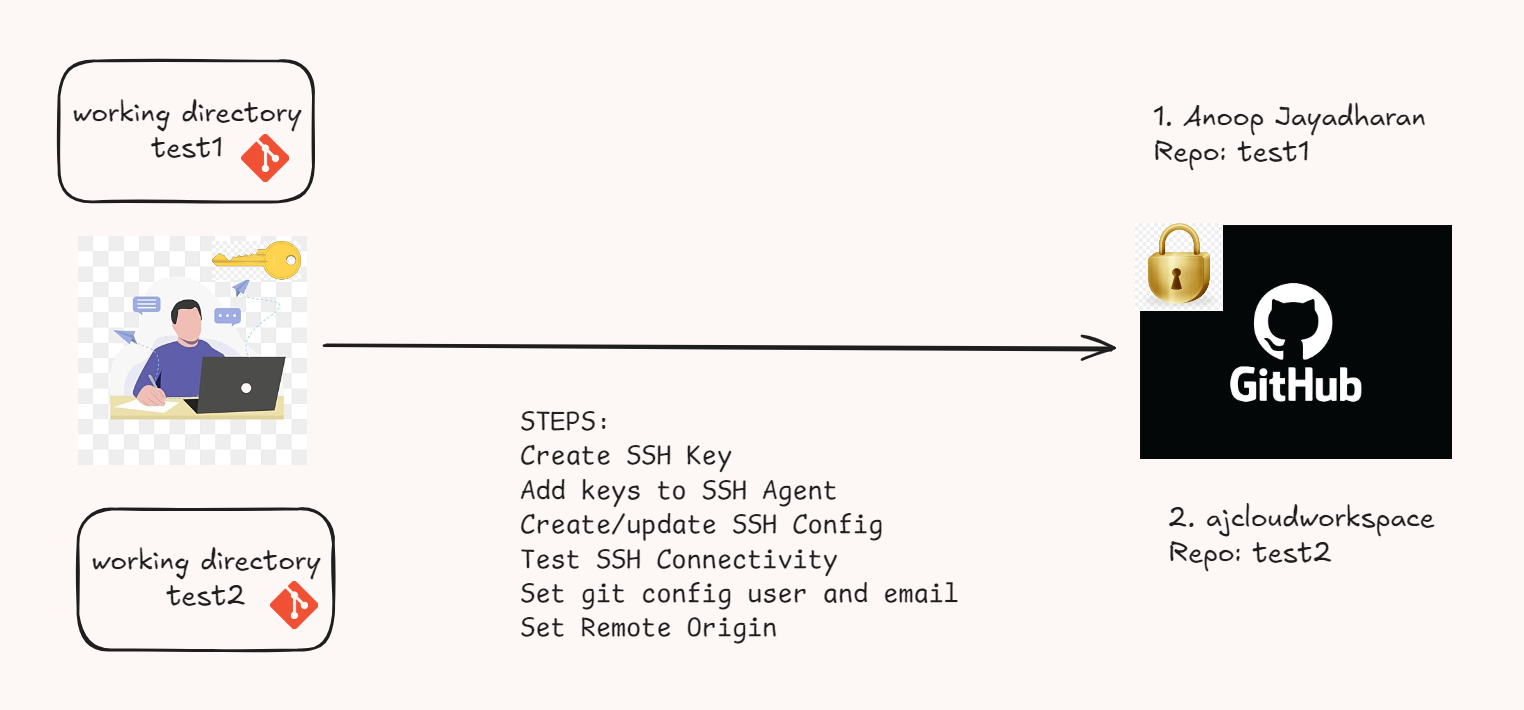 working directory
test1
1. Anoop Jayadharan
Repo: test1
GitHub
STEPS:
Create SSH Key
Add keys to SSH Agent
Create/update SSH Config
Test SSH Connectivity
Set git config user and email
Set Remote Origin
working directory
test2
2. ajcloudworkspace
Repo: test2